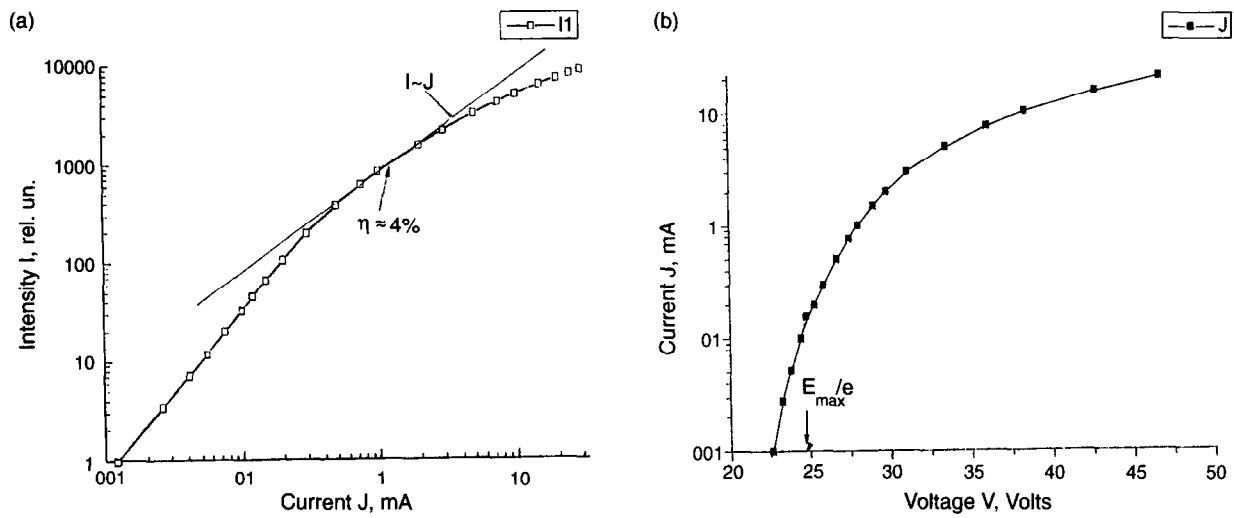 (a)
I1
I~J
η ≈ 4%
10000
1000
100
10
1
Intensity I, rel. un.
001
01
1
10
Current J, mA
(b)
J
10
1
01
001
Current J, mA
E_max/e
20
25
30
35
40
45
50
Voltage V, Volts